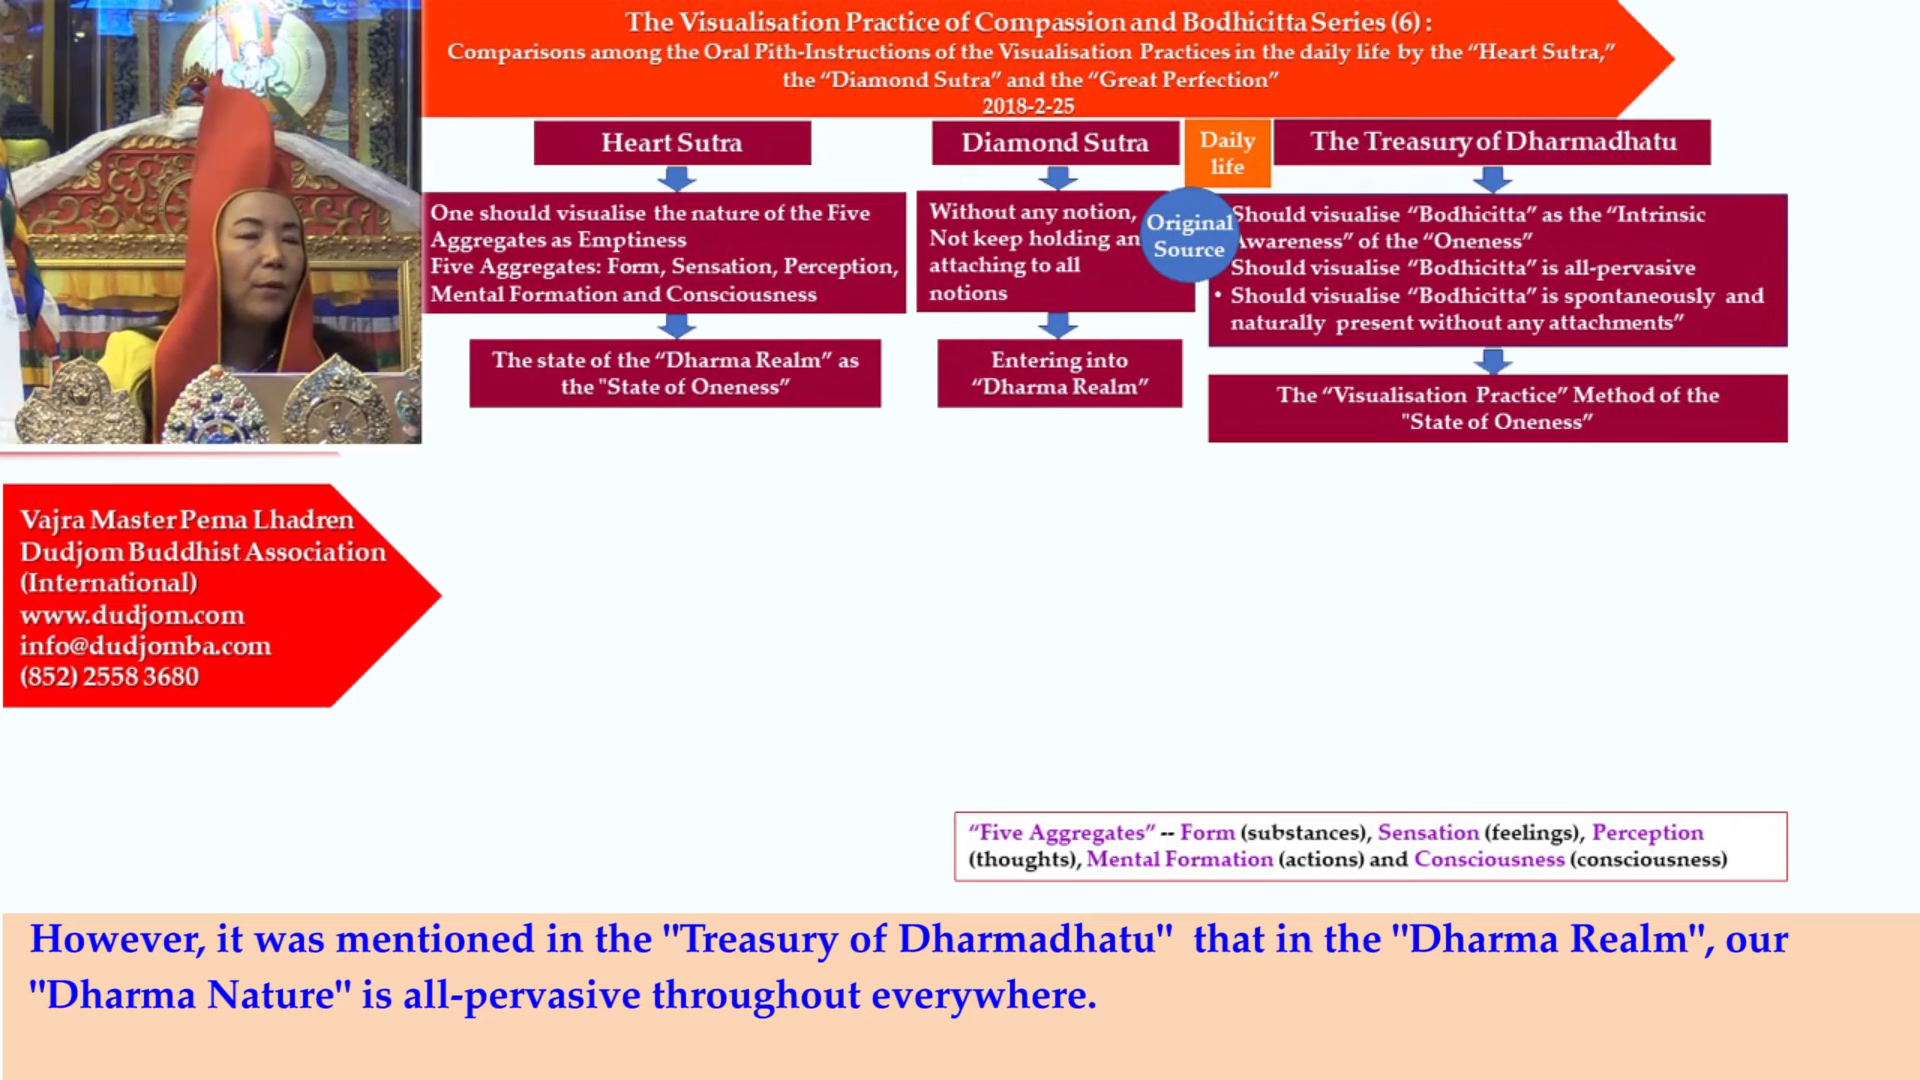 The Visualisation Practice of Compassion and Bodhicitta Series (6) :
Comparisons among the Oral Pith-Instructions of the Visualisation Practices in the daily life by the “Heart Sutra,”
the “Diamond Sutra” and the “Great Perfection”
2018-2-25
Heart Sutra
One should visualise the nature of the Five
Aggregates as Emptiness
Five Aggregates: Form, Sensation, Perception,
Mental Formation and Consciousness
The state of the “Dharma Realm” as
the "State of Oneness”
Diamond Sutra
Without any notion,
Not keep holding
attaching to all
notions
Entering into
“Dharma Realm”
Daily
life
Original
Source
The Treasury of Dharmadhatu
Should visualise “Bodhicitta” as the “Intrinsic
Awareness” of the “Oneness”
Should visualise “Bodhicitta” is all-pervasive
• Should visualise “Bodhicitta” is spontaneously and
naturally present without any attachments”
The “Visualisation Practice” Method of the
"State of Oneness”
Vajra Master Pema Lhadren
Dudjom Buddhist Association
(International)
www.dudjom.com
info@dudjomba.com
(852) 2558 3680
“Five Aggregates” -- Form (substances), Sensation (feelings), Perception
(thoughts), Mental Formation (actions) and Consciousness (consciousness)
However, it was mentioned in the "Treasury of Dharmadhatu" that in the "Dharma Realm", our
"Dharma Nature" is all-pervasive throughout everywhere.